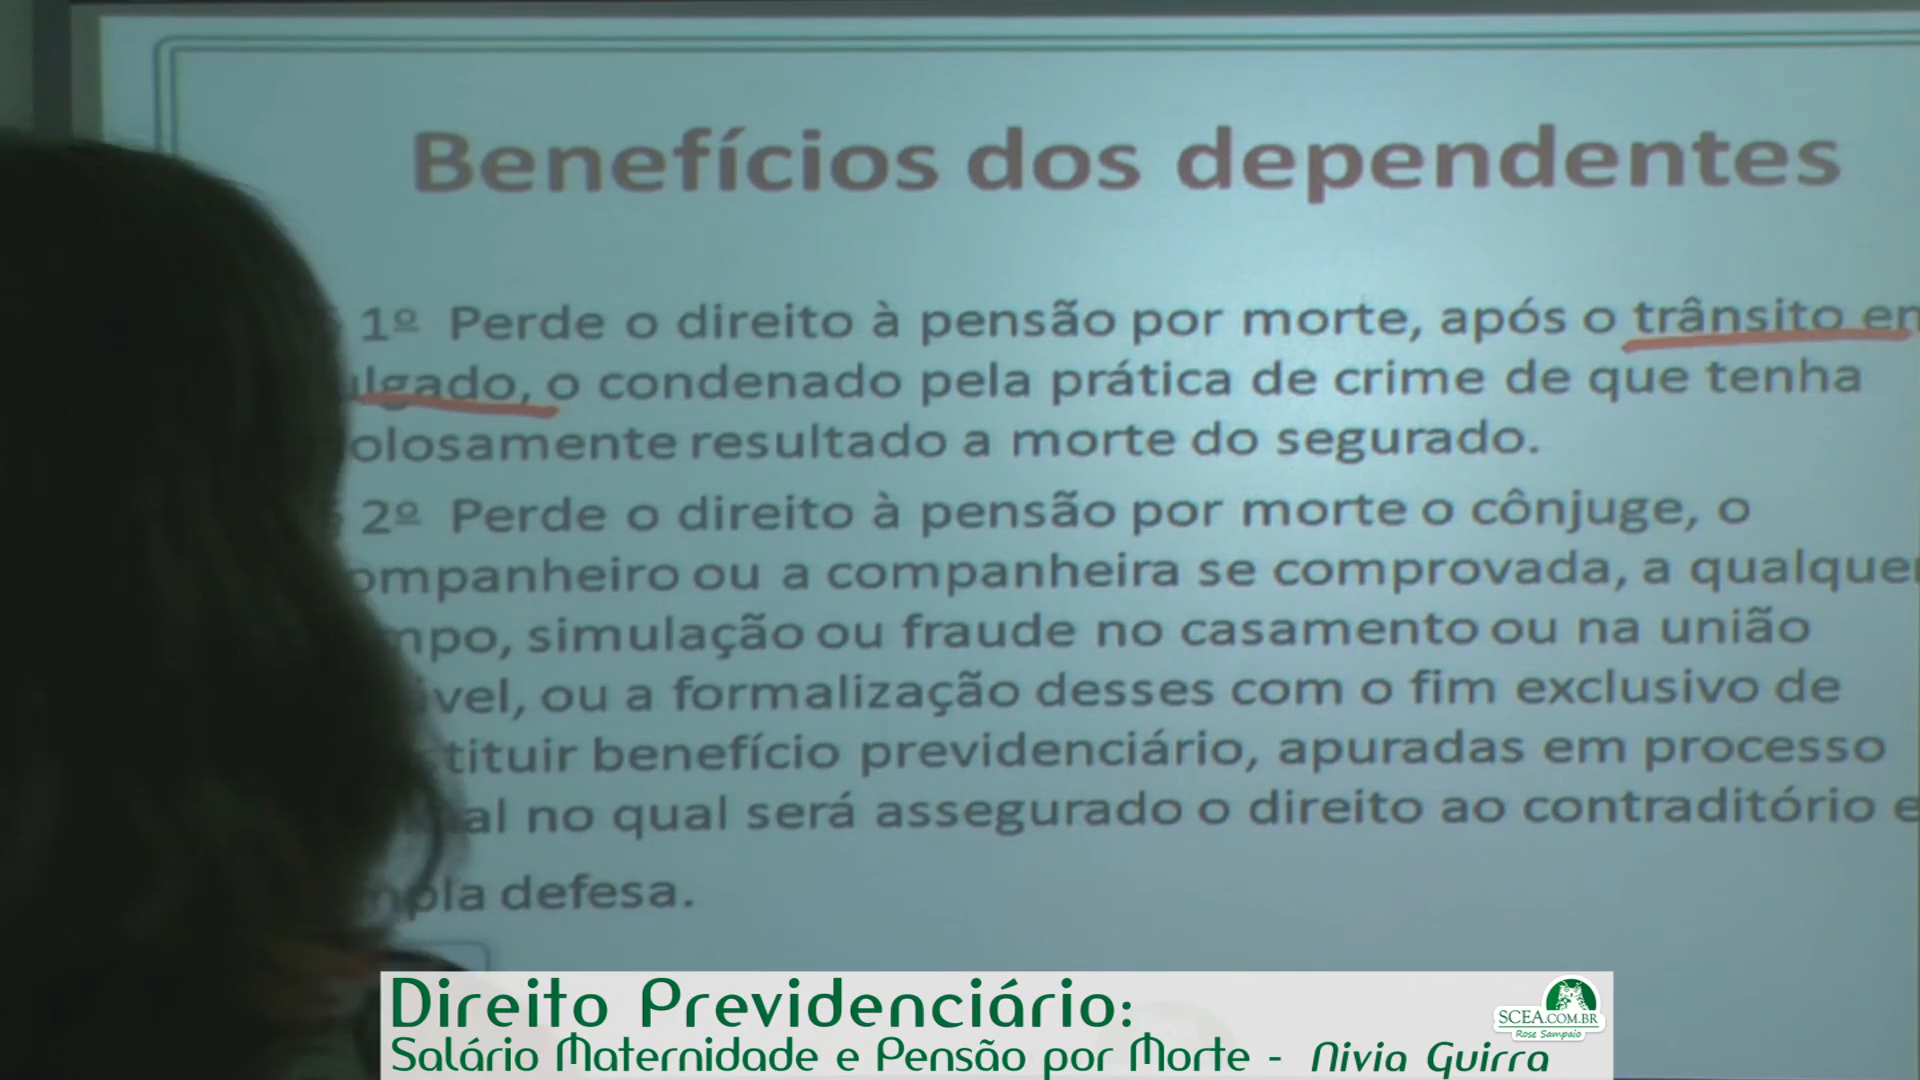 Benefícios dos dependentes
1º Perde o direito à pensão por morte, após o trânsito
o condenado pela prática de crime de que tenha
resultado a morte do segurado.
2º Perde o direito à pensão por morte o cônjuge, o
ou a companheira se comprovada, a
simulação ou fraude no casamento ou na união
ou a formalização desses com o fim exclusivo de
benefício previdenciário, apuradas em processo
no qual será assegurado o direito ao contraditório e
defesa.
Direito Previdenciário:
Salário Maternidade e Pensão por Morte - Nivia Guirra
SCEA.COM.BR
Rose Sampaio